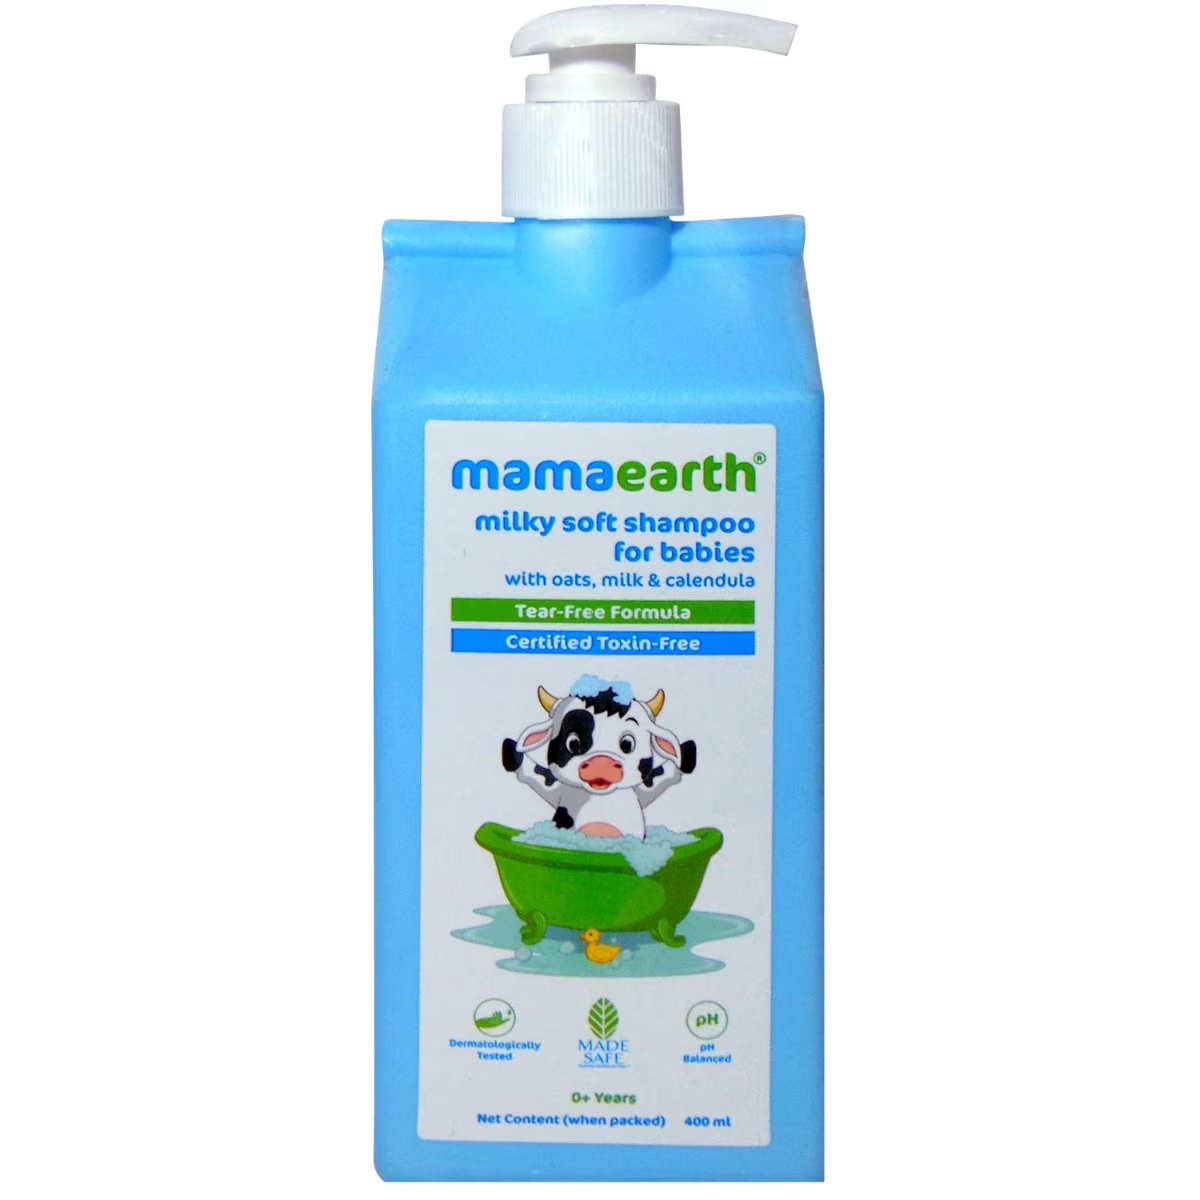 mamaearth®
milky soft shampoo
for babies
with oats, milk & calendula
Tear-Free Formula
Certified Toxin-Free
Dermatologically
Tested
MADE
SAFE
pH
pH
Balanced
0+ Years
Net Content (when packed) 400 ml